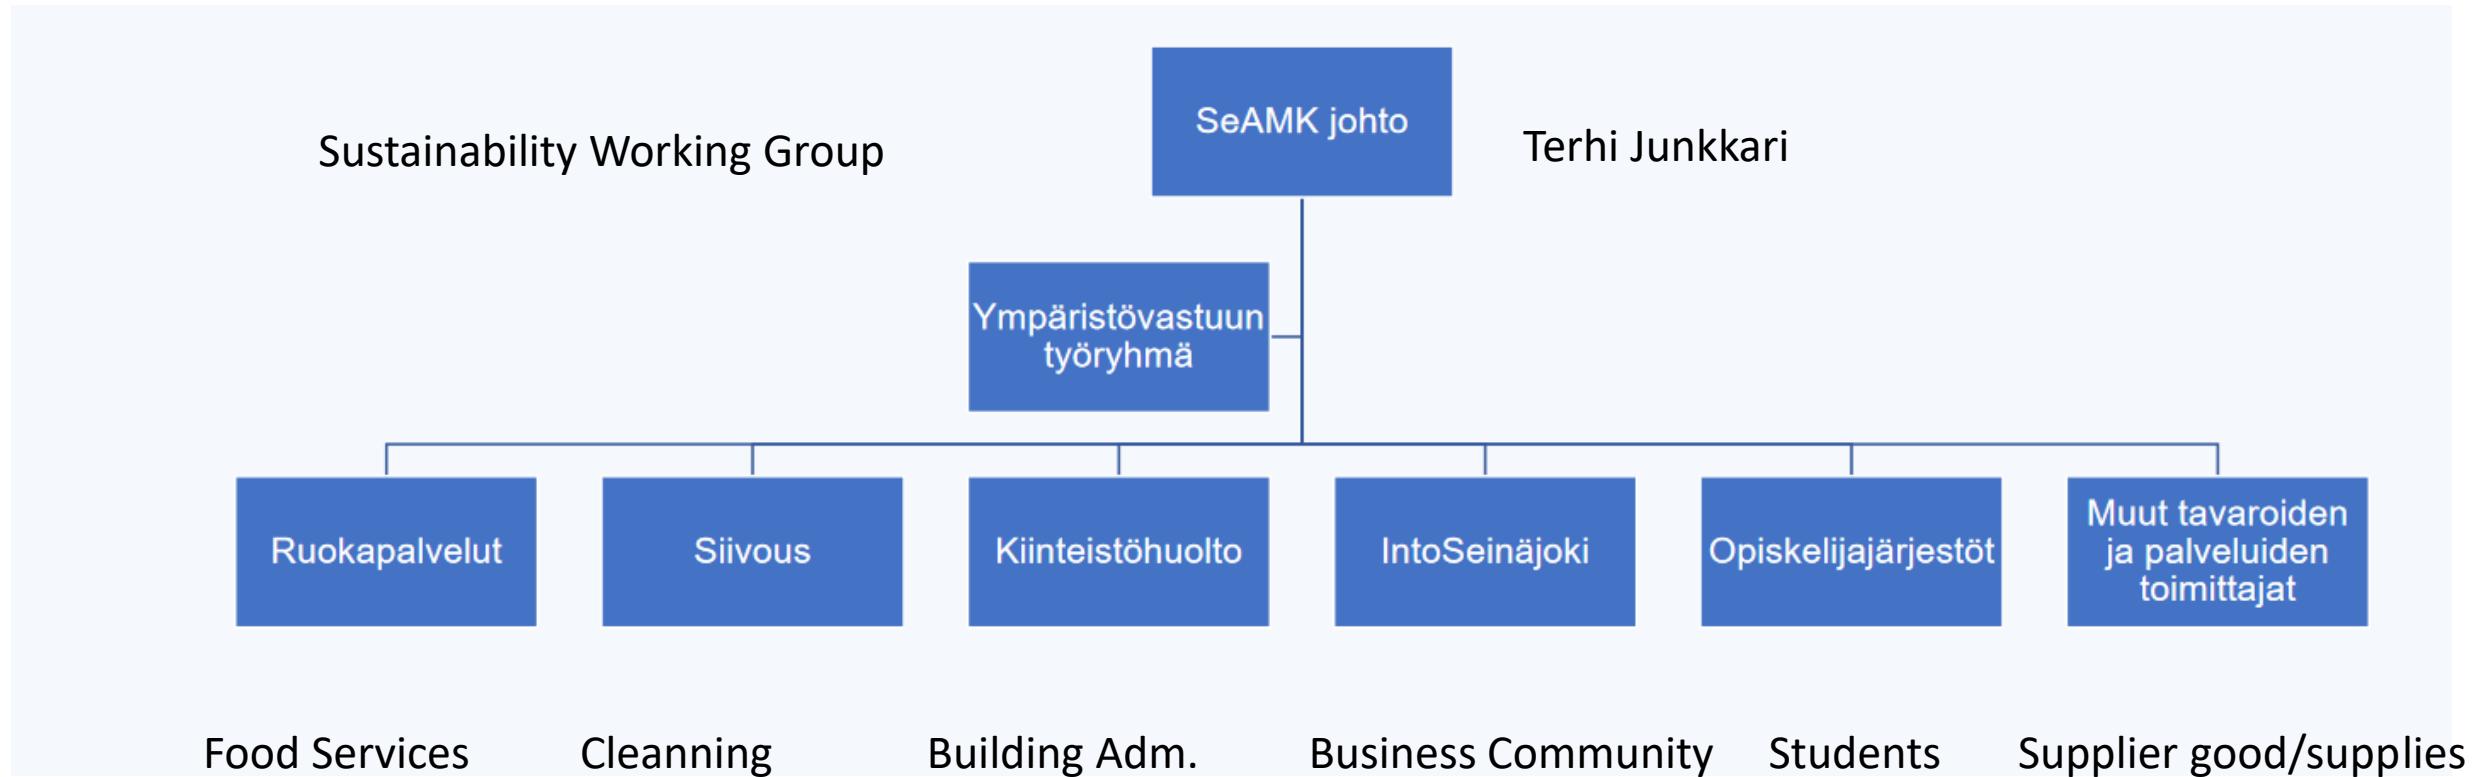 SeAMK johto
Sustainability Working Group
Terhi Junkkari
Ympäristövastuun
työryhmä
Ruokapalvelut
Siivous
Kiinteistöhuolto
IntoSeinäjoki
Opiskelijajärjestöt
Muut tavaroiden
ja palveluiden
toimittajat
Food Services
Cleanning
Building Adm.
Business Community
Students
Supplier good/supplies